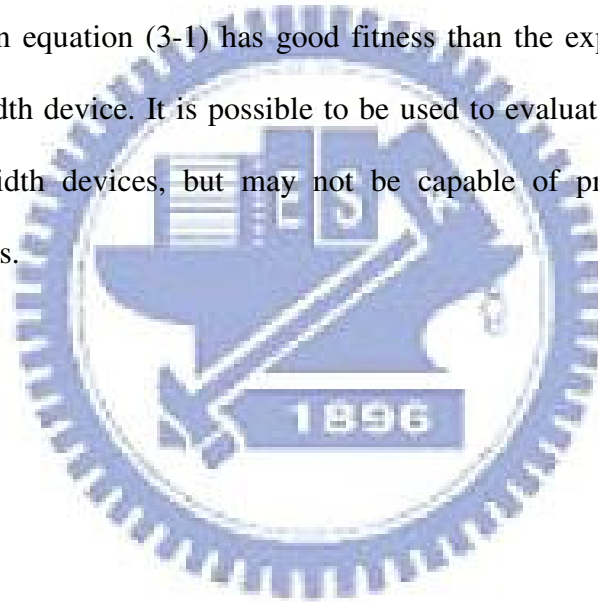 n equation (3-1) has good fitness than the exp
dth device. It is possible to be used to evaluat
idth devices, but may not be capable of pr
s.
E S
1896